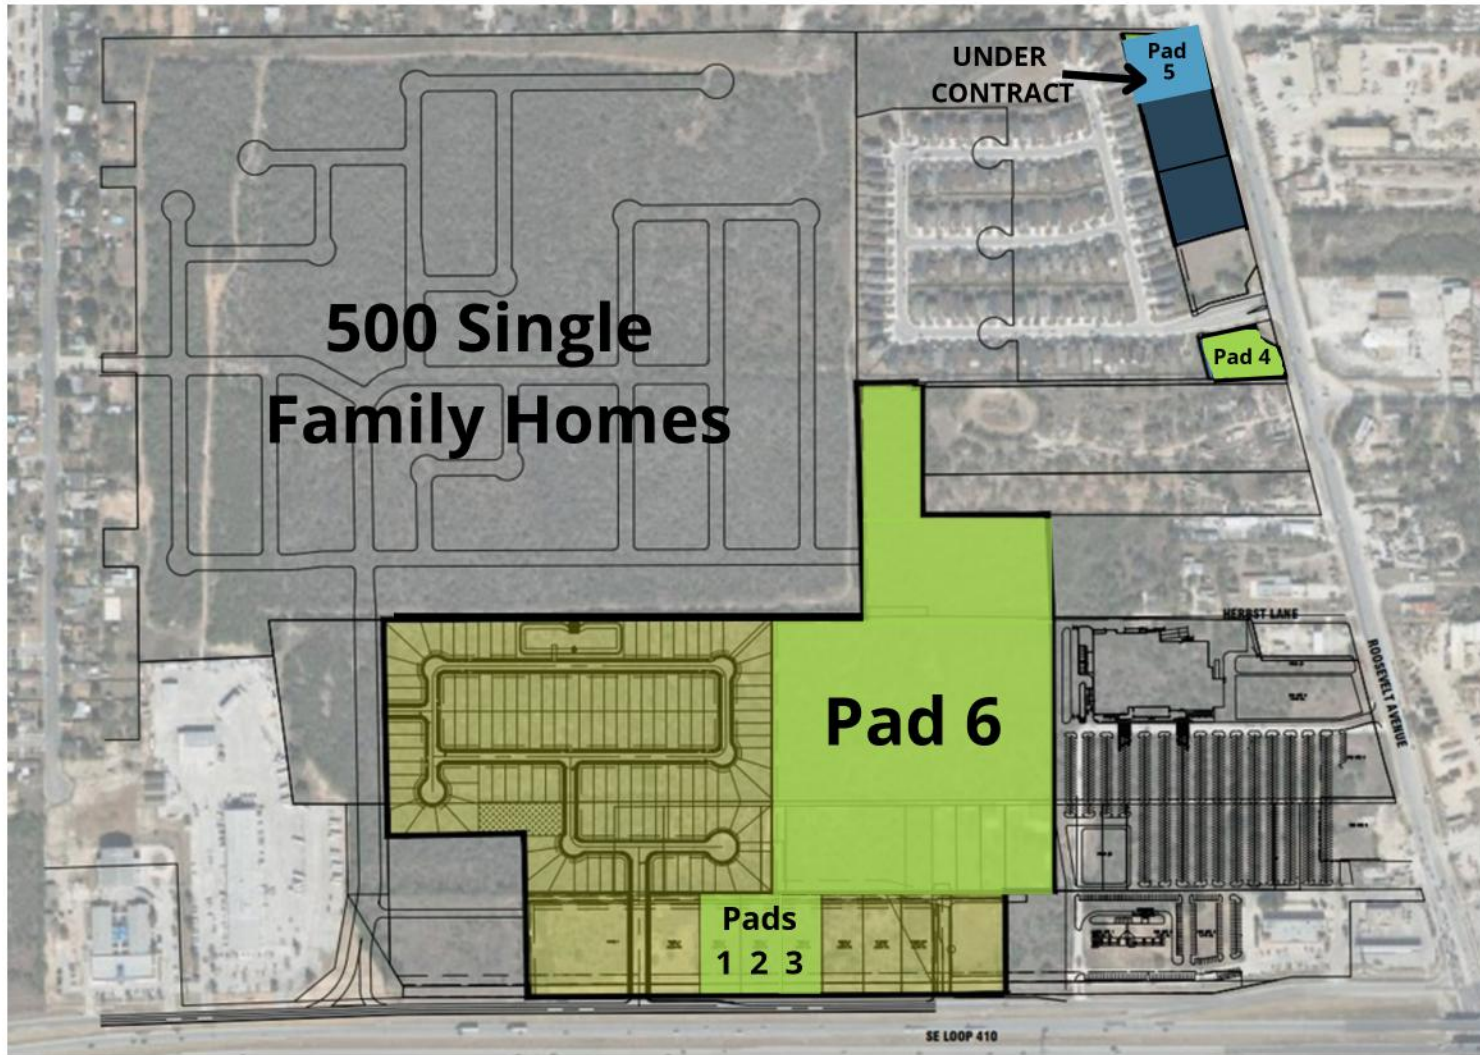 UNDER
CONTRACT
Pad
5
Pad 4
500 Single
Family Homes
HERBST LANE
ROOSEVELT AVENUE
Pad 6
Pads
1 2 3
SE LOOP 410